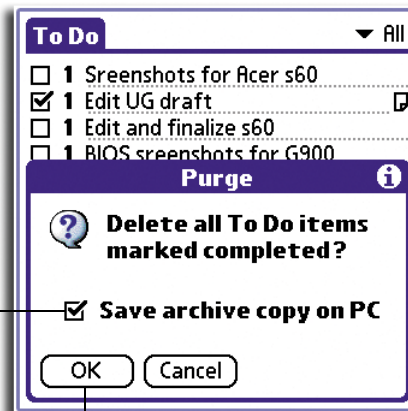 To Do All
1 Sreenshots for Acer s60
1 Edit UG draft
1 Edit and finalize s60
1 BIOS sreenshots for G900
Purge
Delete all To Do items
marked completed?
Save archive copy on PC
OK Cancel